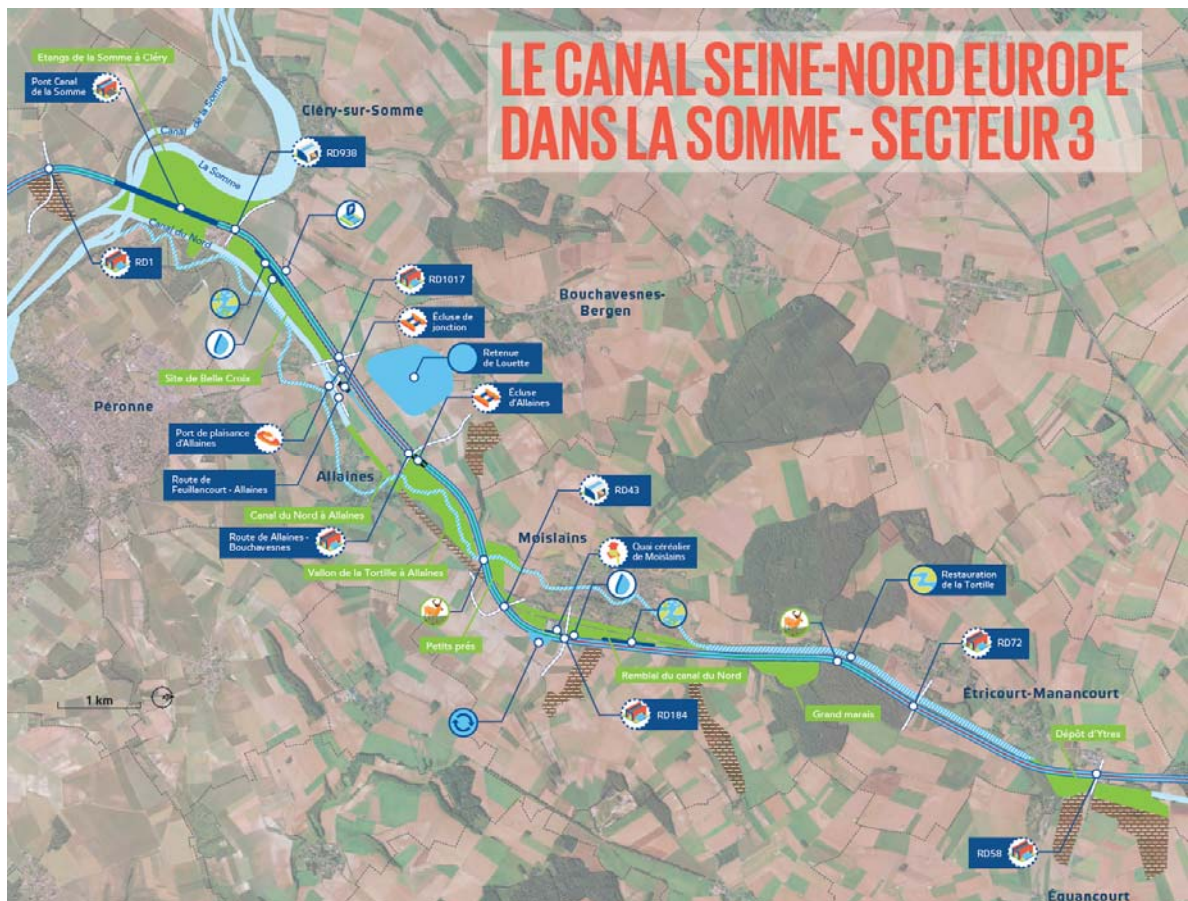 LE CANAL SEINE-NORD EUROPE
DANS LA SOMME - SECTEUR 3
Etangs de la Somme à Cléry
Pont Canal
de la Somme
Canal de la Somme
Cléry-sur-Somme
RD938
La Somme
Canal du Nord
RD1
RD1017
Écluse de
jonction
Bouchavesnes-
Bergen
Retenue
de Louette
Site de Belle Croix
Écluse
d'Allaines
Péronne
Port de plaisance
d'Allaines
Allaines
Route de
Feuillancourt - Allaines
RD43
Canal du Nord à Allaines
Route de Allaines -
Bouchavesnes
Moislains
Quai céréalier
de Moislains
Vallon de la Tortille à Allaines
Restauration
de la Tortille
Petits prés
RD72
Remblai du canal du Nord
Étricourt-Manancourt
1 km
RD184
Grand marais
Dépôt d'Ytres
RD58
Équancourt